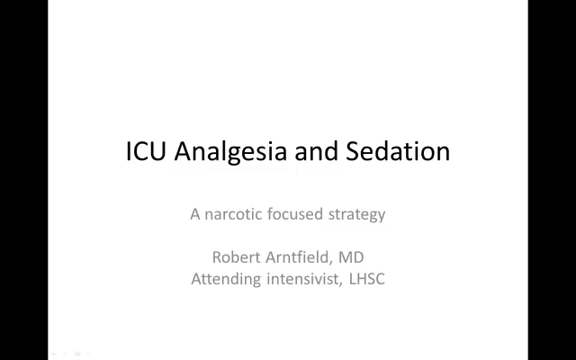 ICU Analgesia and Sedation
A narcotic focused strategy
Robert Arntfield, MD
Attending intensivist, LHSC